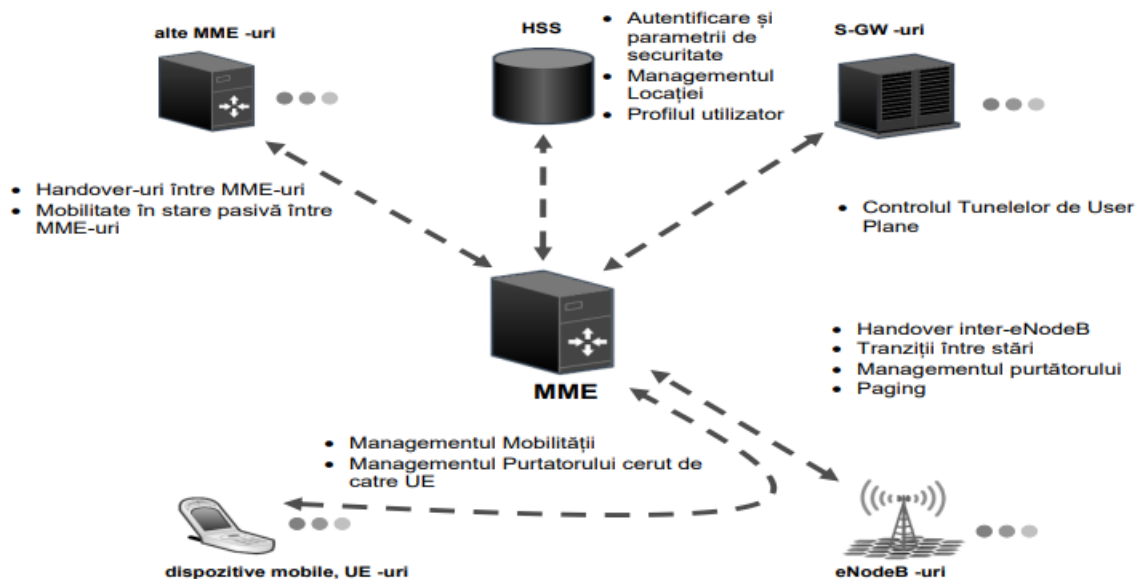 alte MME -uri
HSS
• Autentificare și
parametrii de
securitate
• Managementul
Locației
• Profilul utilizator
S-GW -uri
• Handover-uri între MME-uri
• Mobilitate în stare pasivă între
MME-uri
• Controlul Tunelelor de User
Plane
MME
• Handover inter-eNodeB
• Tranziții între stări
• Managementul purtătorului
• Paging
• Managementul Mobilității
• Managementul Purtatorului cerut de
catre UE
dispozitive mobile, UE -uri
eNodeB -uri